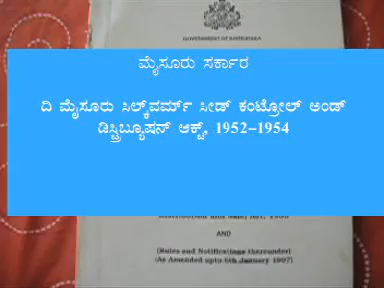 GOVERNMENT OF KARNATAKA
ಮೈಸೂರು ಸರ್ಕಾರ
ದಿ ಮೈಸೂರು ಸಿಲ್ಕ್‌ವರ್ಮ್ ಸೀಡ್ ಕಂಟ್ರೋಲ್ ಅಂಡ್
ಡಿಸ್ಟ್ರಿಬ್ಯೂಷನ್ ಆಕ್ಟ್, 1952-1954
AND
(Rules and Notifications thereunder)
(As Amended upto 6th January 1997)